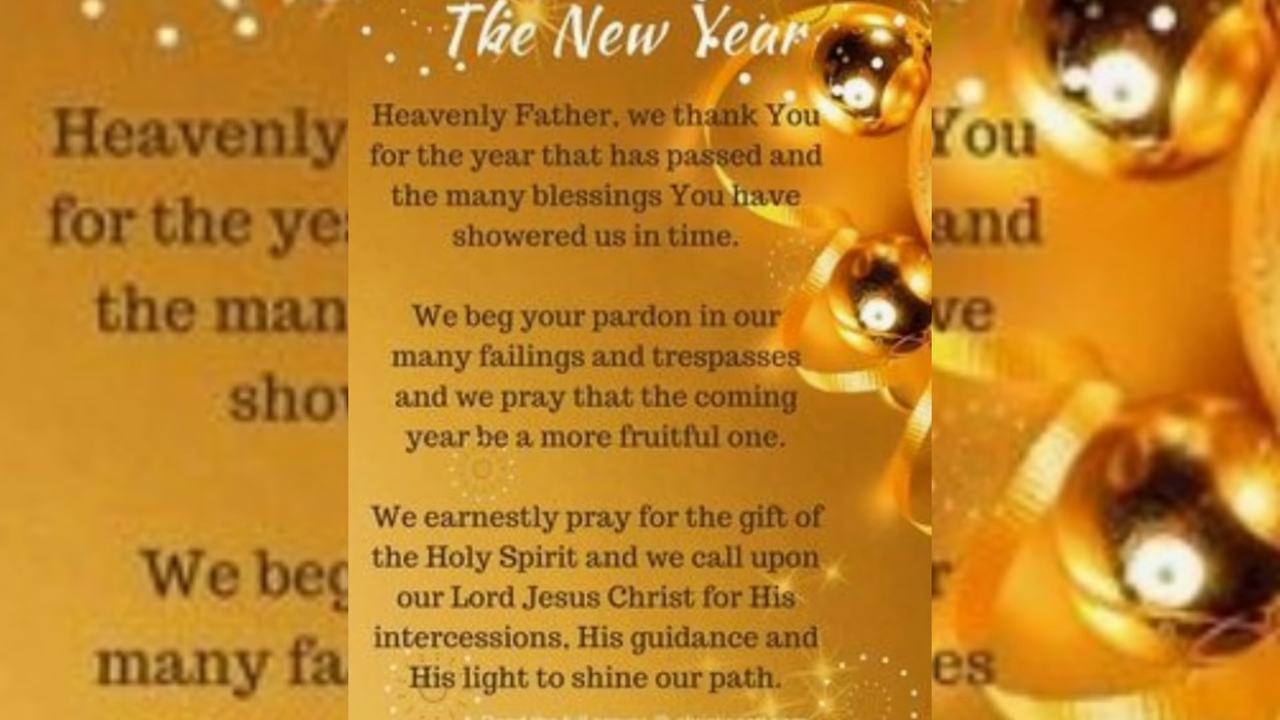 The New Year
Heavenly Father, we thank You
for the year that has passed and
the many blessings You have
showered us in time.
We beg your pardon in our
many failings and trespasses
and we pray that the coming
year be a more fruitful one.
We earnestly pray for the gift of
the Holy Spirit and we call upon
our Lord Jesus Christ for His
intercessions, His guidance and
His light to shine our path.